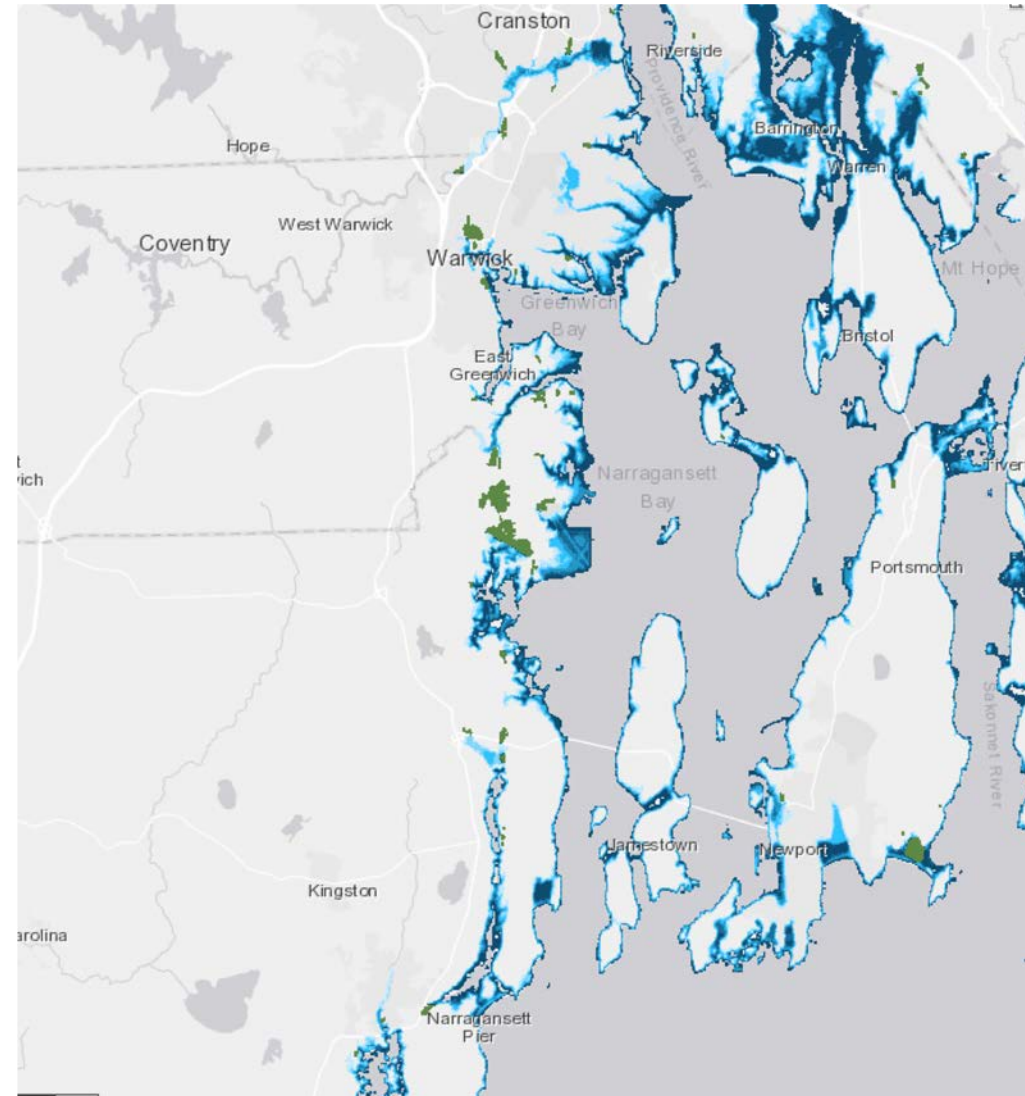 Cranston
Riverside
Providence River
Barrington
Hope
Warren
West Warwick
Coventry
Warwick
Mt Hope
Greenwich
Bay
Bristol
East
Greenwich
Narragansett
Bay
Portsmouth
Sakonnet River
Jamestown
Newport
Kingston
Narragansett
Pier